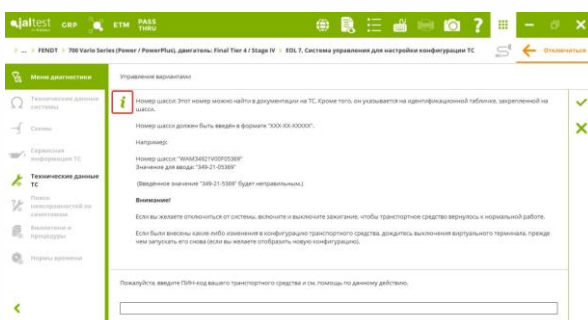 jaltest GRP ETM PASS THRU
... FENDT 700 Vario Series (Power / PowerPlus), двигатель: Final Tier 4 / Stage IV EOL 7, Система управления для настройки конфигурации ТС Отключиться
Меню диагностики
Управление вариантами
Технические данные системы
Схемы
Сервисная информация ТС
Технические данные ТС
Поиск неисправностей по симптомам
Бюллетени и процедуры
Нормы времени
Номер шасси: Этот номер можно найти в документации на ТС. Кроме того, он указывается на идентификационной табличке, закрепленной на
шасси.
Номер шасси должен быть введен в формате "XXX-XX-XXXXX".
Например:
Номер шасси: "WAM34921V00F05369"
Значение для ввода: "349-21-05369"
(Введённое значение "349-21-5369" будет неправильным.)
Внимание!
Если вы желаете отключиться от системы, включите и выключите зажигание, чтобы транспортное средство вернулось к нормальной работе.
Если были внесены какие-либо изменения в конфигурацию транспортного средства, дождитесь выключения виртуального терминала, прежде
чем запускать его снова (если вы желаете отобразить новую конфигурацию).
Пожалуйста, введите ПИН-код вашего транспортного средства и см. помощь по данному действию.